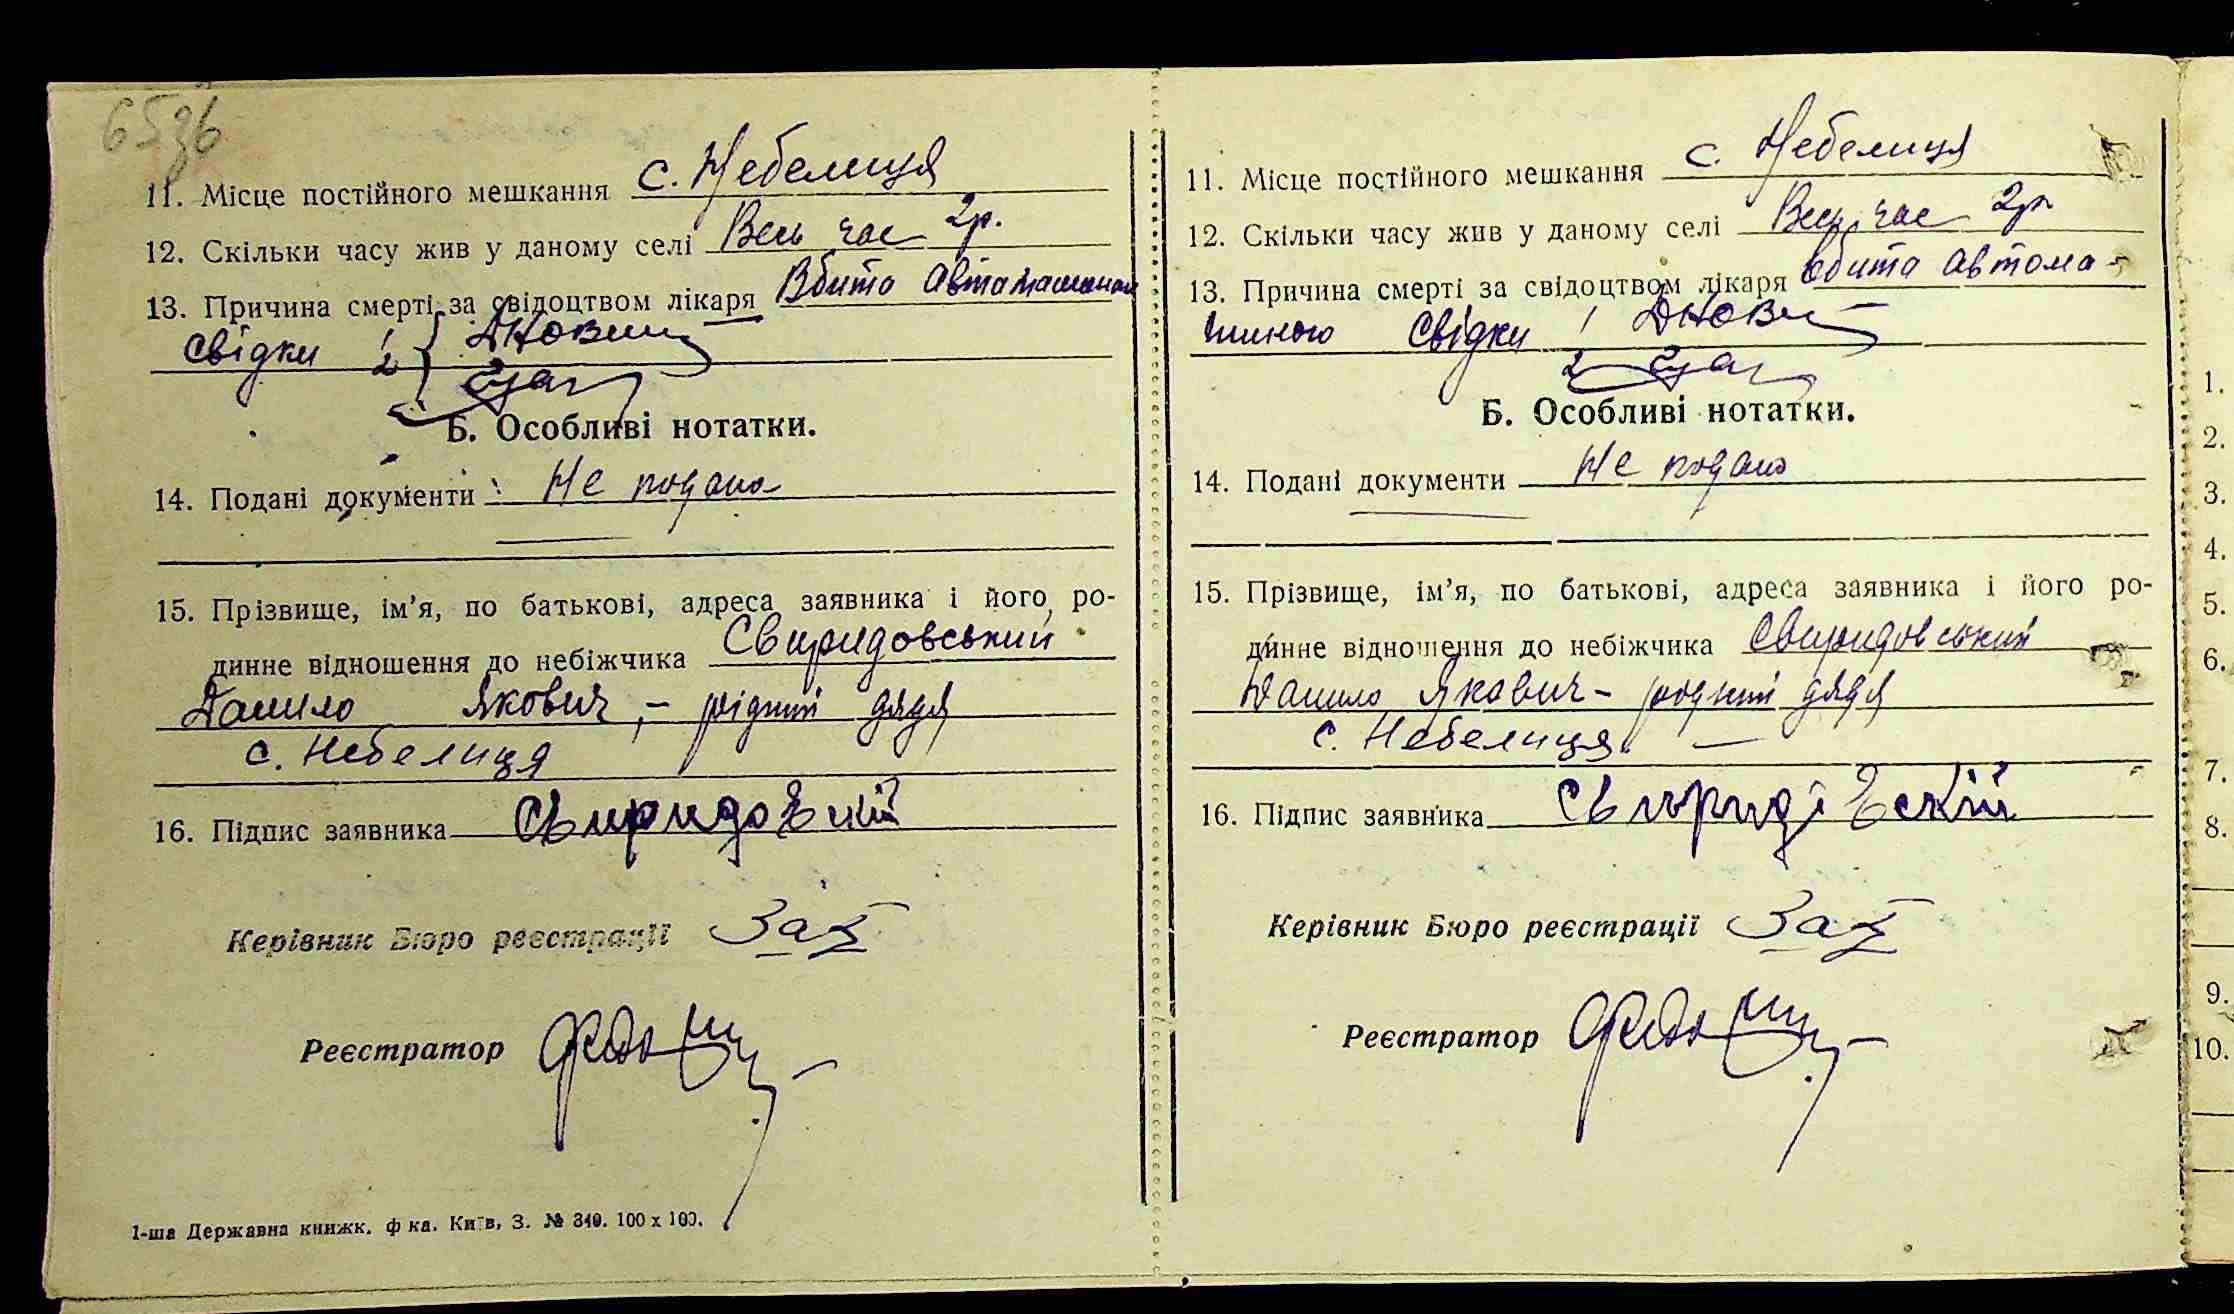 65зв
11. Місце постійного мешкання с. Небелиця
12. Скільки часу жив у даному селі Весь час 2р.
13. Причина смерті за свідоцтвом лікаря Вбито автомашиною
Свідки 1
2
Б. Особливі нотатки.
14. Подані документи: Не подано
15. Прізвище, ім’я, по батькові, адреса заявника і його ро-
динне відношення до небіжчика Свиридовський
Данило Якович, – рідний дядя
с. Небелиця
16. Підпис заявника
Керівник Бюро реєстрації
Реєстратор
1-ша Державна книжк. ф-ка. Київ, З. № 340. 100 х 100.
11. Місце постійного мешкання с. Небелиця
12. Скільки часу жив у даному селі Весь час 2р
13. Причина смерті за свідоцтвом лікаря вбита автома-
шиною Свідки 1
2
Б. Особливі нотатки.
14. Подані документи Не подано
15. Прізвище, ім’я, по батькові, адреса заявника і його ро-
динне відношення до небіжчика Свиридовський
Данило Якович – рідний дядя
с. Небелиця. –
16. Підпис заявника
Керівник Бюро реєстрації
Реєстратор
1.
2.
3.
4.
5.
6.
7.
8.
9.
10.